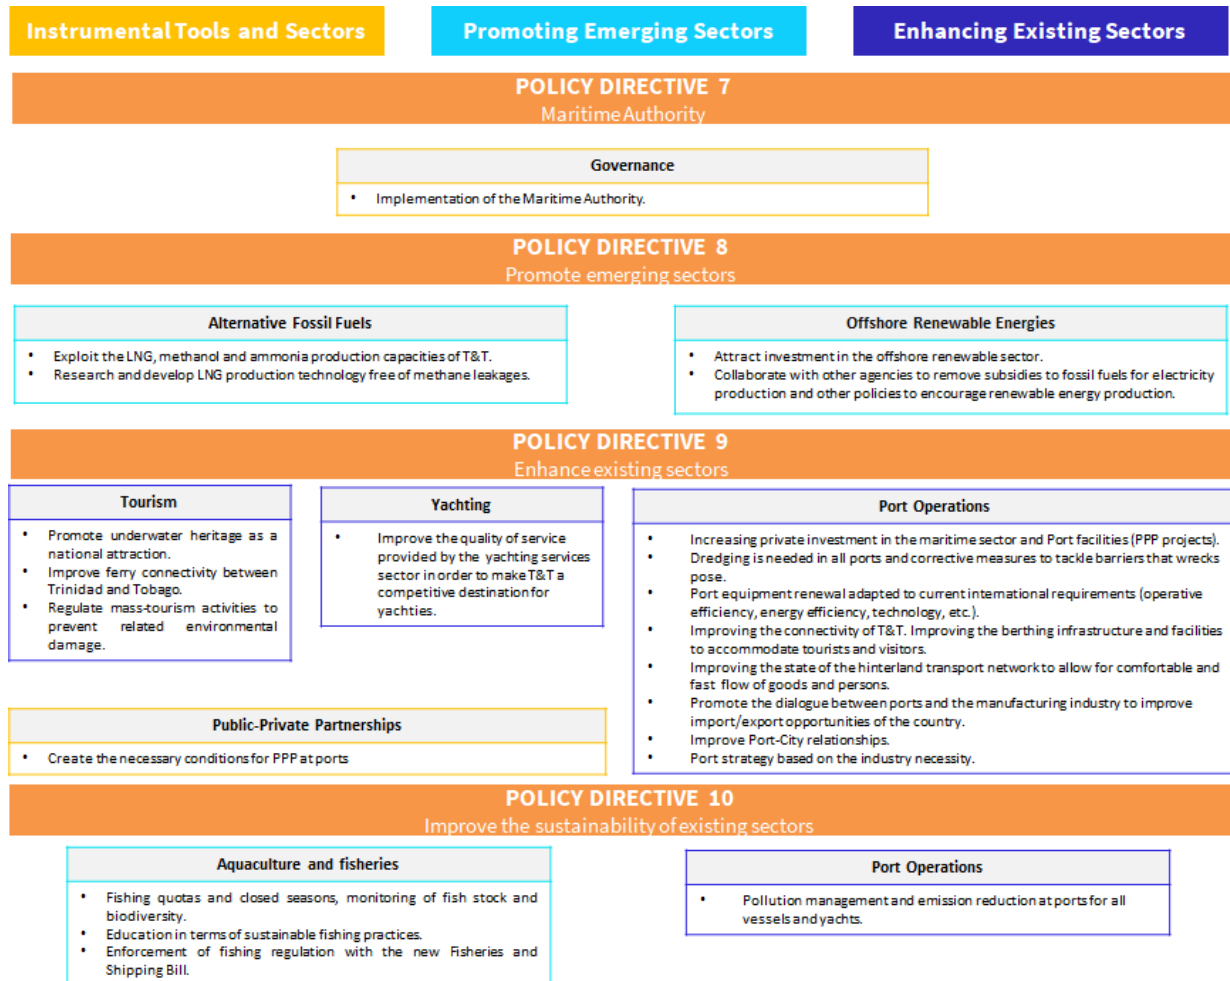 Instrumental Tools and Sectors
Promoting Emerging Sectors
Enhancing Existing Sectors
POLICY DIRECTIVE 7
Maritime Authority
Governance
• Implementation of the Maritime Authority.
POLICY DIRECTIVE 8
Promote emerging sectors
Alternative Fossil Fuels
• Exploit the LNG, methanol and ammonia production capacities of T&T.
• Research and develop LNG production technology free of methane leakages.
Offshore Renewable Energies
• Attract investment in the offshore renewable sector.
• Collaborate with other agencies to remove subsidies to fossil fuels for electricity
production and other policies to encourage renewable energy production.
POLICY DIRECTIVE 9
Enhance existing sectors
Tourism
• Promote underwater heritage as a
national attraction.
• Improve ferry connectivity between
Trinidad and Tobago.
• Regulate mass-tourism activities to
prevent related environmental
damage.
Yachting
• Improve the quality of service
provided by the yachting services
sector in order to make T&T a
competitive destination for
yachties.
Port Operations
• Increasing private investment in the maritime sector and Port facilities (PPP projects).
• Dredging is needed in all ports and corrective measures to tackle barriers that wrecks
pose.
• Port equipment renewal adapted to current international requirements (operative
efficiency, energy efficiency, technology, etc.).
• Improving the connectivity of T&T. Improving the berthing infrastructure and facilities
to accommodate tourists and visitors.
• Improving the state of the hinterland transport network to allow for comfortable and
fast flow of goods and persons.
• Promote the dialogue between ports and the manufacturing industry to improve
import/export opportunities of the country.
• Improve Port-City relationships.
• Port strategy based on the industry necessity.
Public-Private Partnerships
• Create the necessary conditions for PPP at ports
POLICY DIRECTIVE 10
Improve the sustainability of existing sectors
Aquaculture and fisheries
• Fishing quotas and closed seasons, monitoring of fish stock and
biodiversity.
• Education in terms of sustainable fishing practices.
• Enforcement of fishing regulation with the new Fisheries and
Shipping Bill.
Port Operations
• Pollution management and emission reduction at ports for all
vessels and yachts.